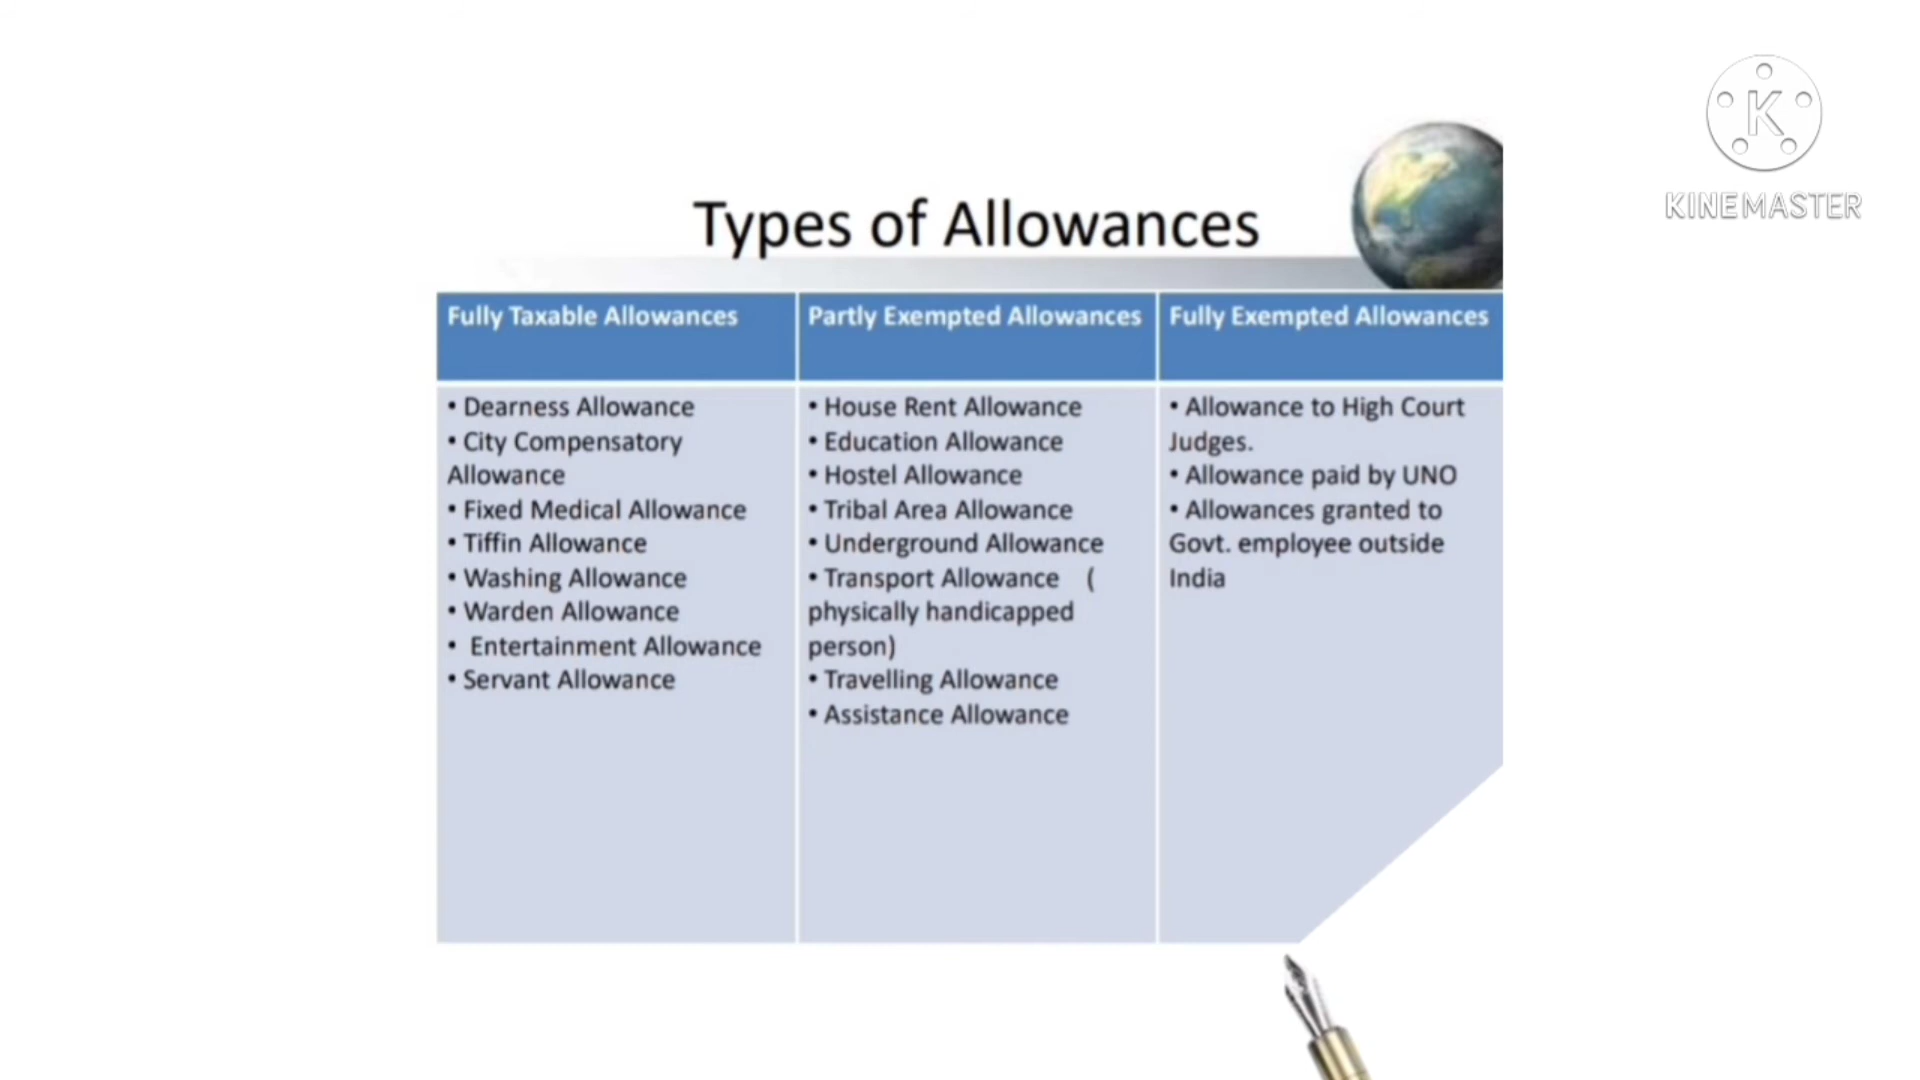 K
KINEMASTER
Types of Allowances
Fully Taxable Allowances
• Dearness Allowance
• City Compensatory
Allowance
• Fixed Medical Allowance
• Tiffin Allowance
• Washing Allowance
• Warden Allowance
• Entertainment Allowance
• Servant Allowance
Partly Exempted Allowances
• House Rent Allowance
• Education Allowance
• Hostel Allowance
• Tribal Area Allowance
• Underground Allowance
• Transport Allowance (
physically handicapped
person)
• Travelling Allowance
• Assistance Allowance
Fully Exempted Allowances
• Allowance to High Court
Judges.
• Allowance paid by UNO
• Allowances granted to
Govt. employee outside
India